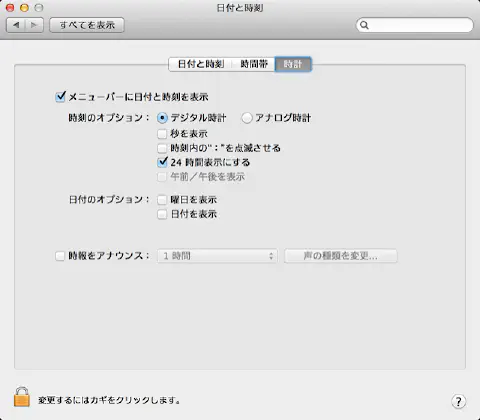 日付と時刻
すべてを表示
日付と時刻 時間帯 時計
メニューバーに日付と時刻を表示
時刻のオプション： デジタル時計 アナログ時計
秒を表示
時刻内の“：”を点滅させる
24 時間表示にする
午前／午後を表示
日付のオプション： 曜日を表示
日付を表示
時報をアナウンス： 1 時間 声の種類を変更...
変更するにはカギをクリックします。
?